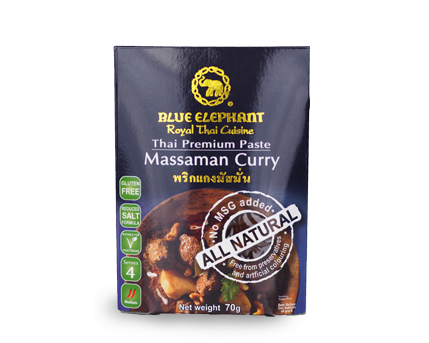 BLUE ELEPHANT
®
Royal Thai Cuisine
Thai Premium Paste
Massaman Curry
พริกแกงมัสมั่น
GLUTEN
FREE
REDUCED
SALT
FORMULA
VEGETARIAN
Serves
4
Medium
No MSG added
ALL NATURAL
Free from preservatives
and artificial colouring
Net weight 70g